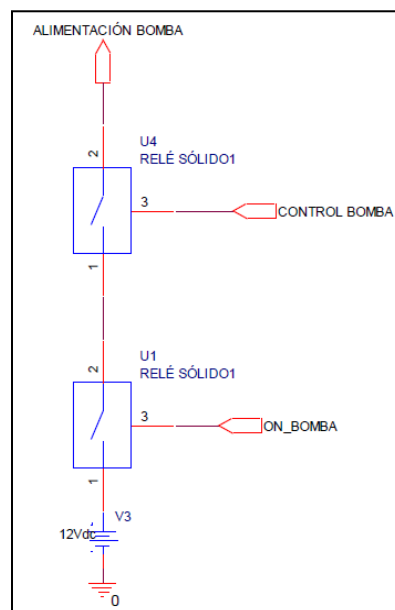 ALIMENTACIÓN BOMBA
2
U4
RELÉ SÓLIDO1
3
CONTROL BOMBA
1
2
U1
RELÉ SÓLIDO1
3
ON_BOMBA
1
V3
12Vdc
0